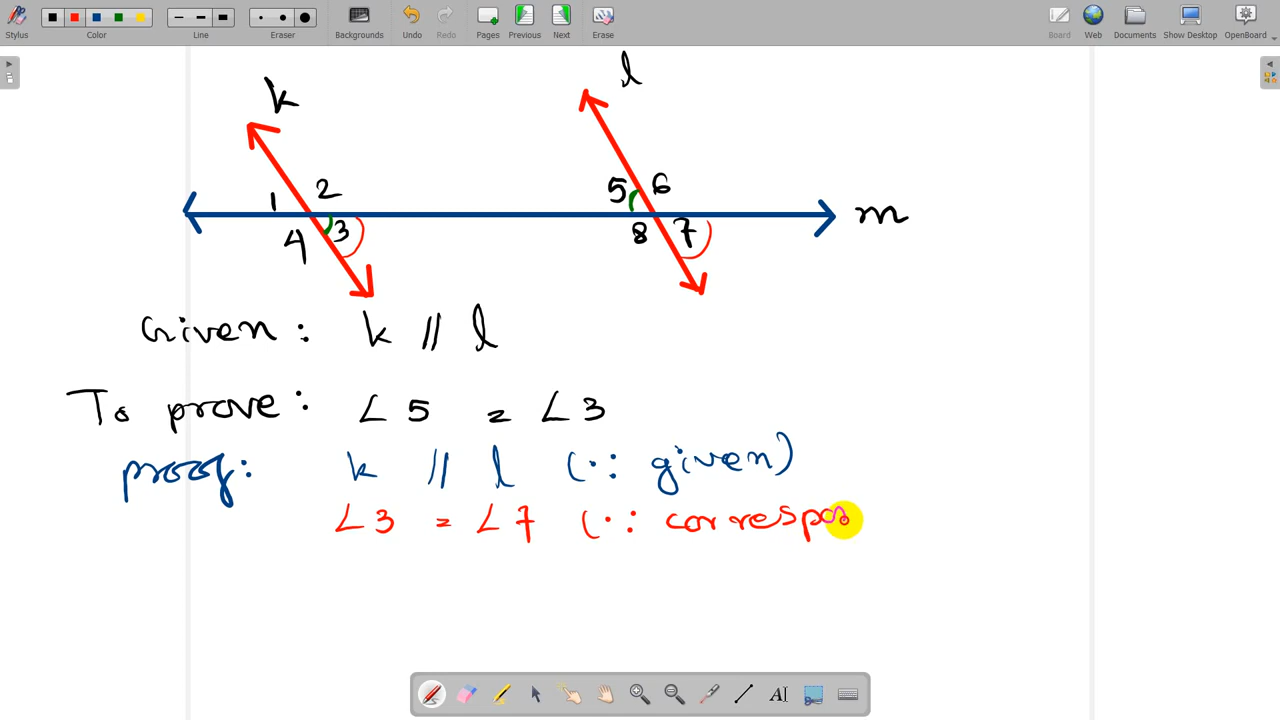 Stylus
Color
Line
Eraser
Backgrounds
Undo
Redo
Pages
Previous
Next
Erase
Board
Web
Documents
Show Desktop
OpenBoard
k
l
1 2
5 6
m
4 3
8 7
Given: k // l
To prove: ∠5 = ∠3
proof: k // l (∵ given)
∠3 = ∠7 (∵ correspo